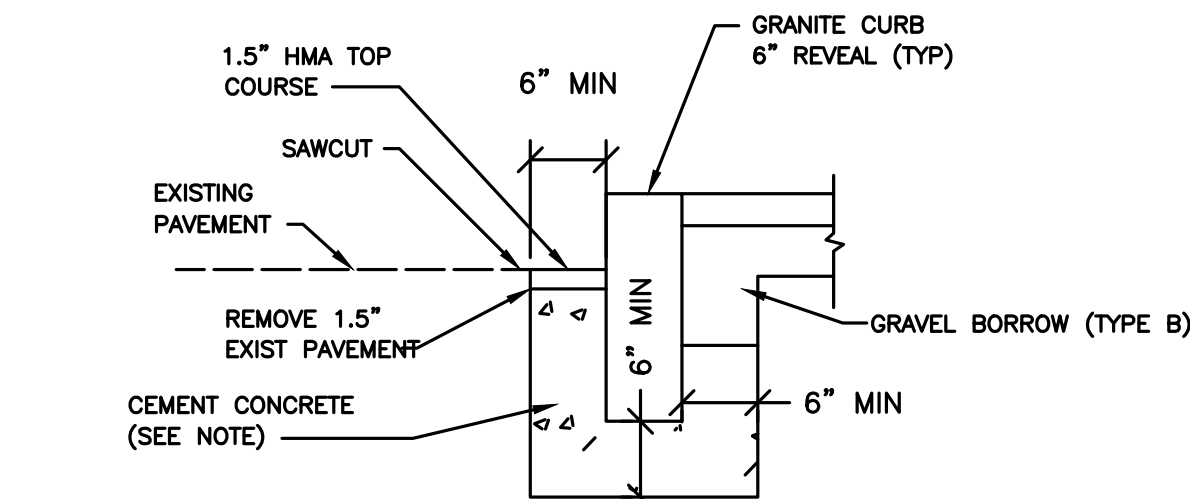 GRANITE CURB
6" REVEAL (TYP)
1.5" HMA TOP
COURSE
6" MIN
SAWCUT
EXISTING
PAVEMENT
6" MIN
REMOVE 1.5"
EXIST PAVEMENT
GRAVEL BORROW (TYPE B)
CEMENT CONCRETE
(SEE NOTE)
6" MIN